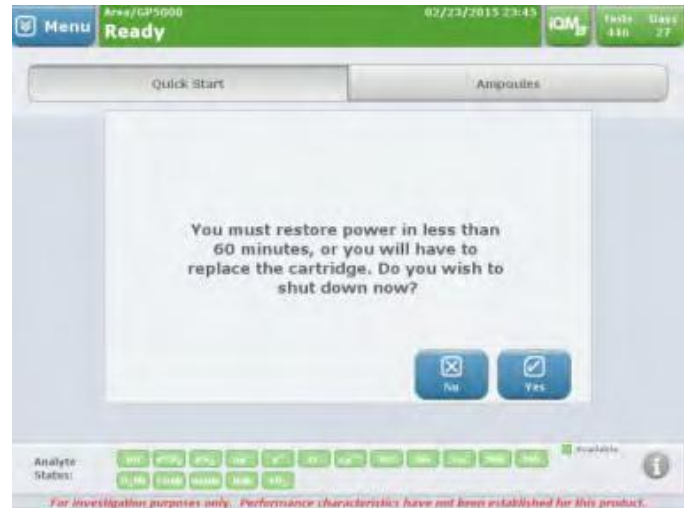 Menu
Area/GP5000
Ready
02/23/2015 23:45
iQM
Tests
Days
27
Quick Start
Ampoules
You must restore power in less than
60 minutes, or you will have to
replace the cartridge. Do you wish to
shut down now?
No
Yes
Available
Analyte
Status:
For investigation purposes only. Performance characteristics have not been established for this product.